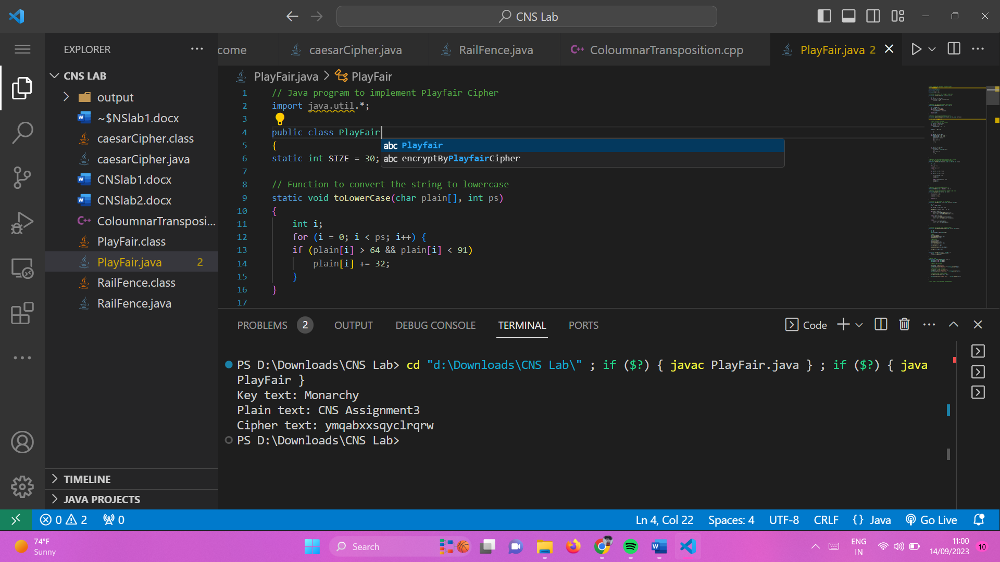 CNS Lab
EXPLORER
come
caesarCipher.java
RailFence.java
ColoumnarTransposition.cpp
PlayFair.java 2
CNS LAB
output
~$NSlab1.docx
caesarCipher.class
caesarCipher.java
CNSlab1.docx
CNSlab2.docx
ColoumnarTransposi...
PlayFair.class
PlayFair.java 2
RailFence.class
RailFence.java
TIMELINE
JAVA PROJECTS
PlayFair.java > PlayFair
1 // Java program to implement Playfair Cipher
2 import java.util.*;
3
4 public class PlayFair
5 {
6 static int SIZE = 30;
abc Playfair
abc encryptByPlayfairCipher
7
8 // Function to convert the string to lowercase
9 static void toLowerCase(char plain[], int ps)
10 {
11 int i;
12 for (i = 0; i < ps; i++) {
13 if (plain[i] > 64 && plain[i] < 91)
14 plain[i] += 32;
15 }
16 }
17
PROBLEMS 2 OUTPUT DEBUG CONSOLE TERMINAL PORTS
Code
PS D:\Downloads\CNS Lab> cd "d:\Downloads\CNS Lab\" ; if ($?) { javac PlayFair.java } ; if ($?) { java
PlayFair }
Key text: Monarchy
Plain text: CNS Assignment3
Cipher text: ymqabxxsqyclrqrw
PS D:\Downloads\CNS Lab>
0 2 0
Ln 4, Col 22 Spaces: 4 UTF-8 CRLF {} Java Go Live
74°F
Sunny
Search
ENG
IN
11:00
14/09/2023
10